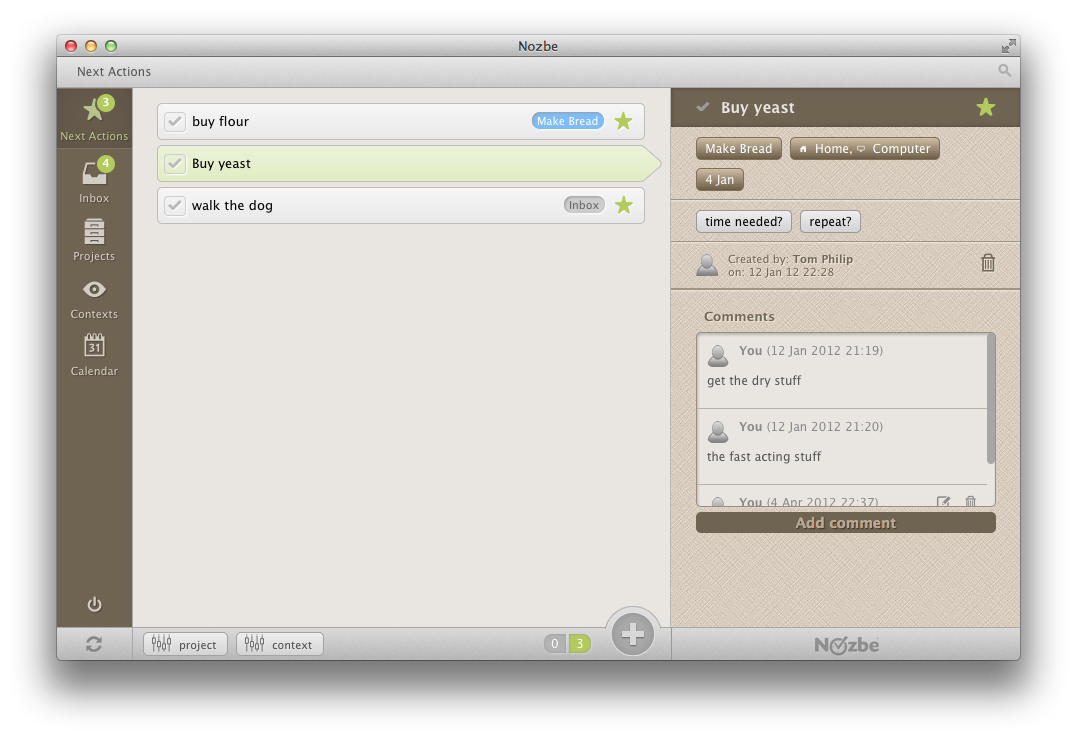 Nozbe
Next Actions
3
Next Actions
4
Inbox
Projects
Contexts
31
Calendar
buy flour Make Bread
Buy yeast
walk the dog Inbox
project context 0 3
Buy yeast
Make Bread Home, Computer
4 Jan
time needed? repeat?
Created by: Tom Philip
on: 12 Jan 12 22:28
Comments
You (12 Jan 2012 21:19)
get the dry stuff
You (12 Jan 2012 21:20)
the fast acting stuff
You (4 Apr 2012 22:37)
Add comment
Nozbe